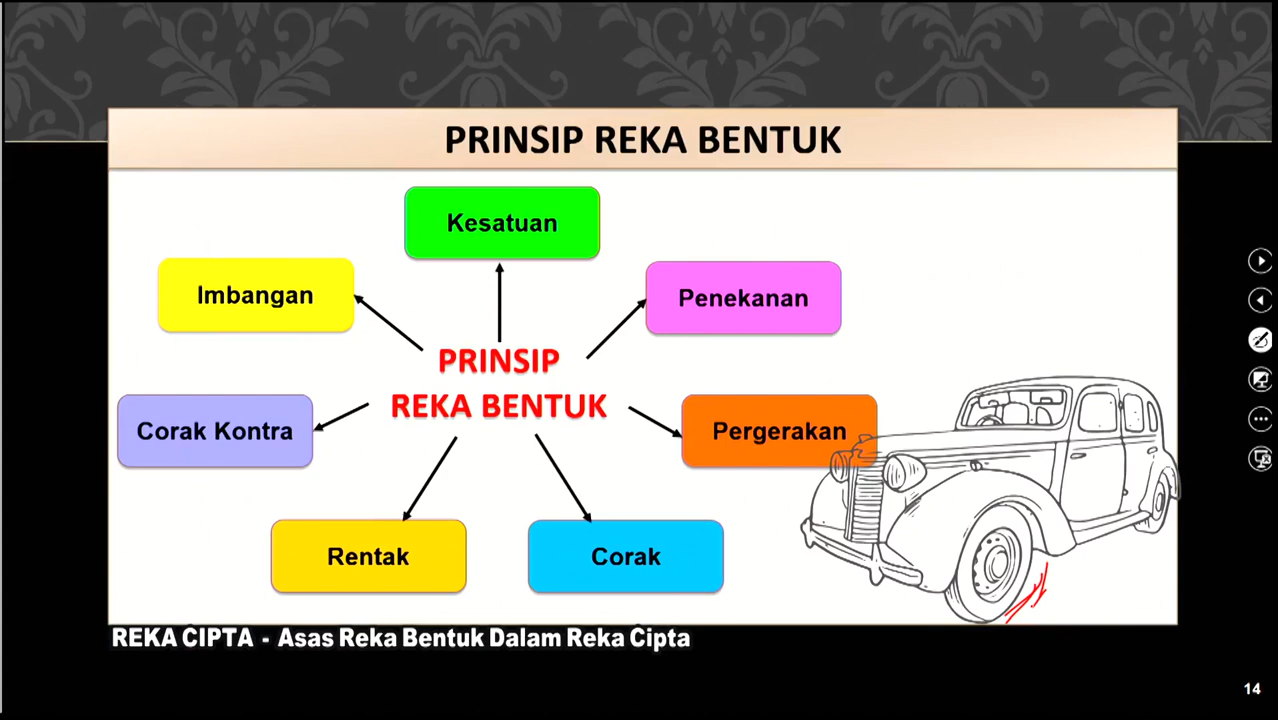 PRINSIP REKA BENTUK
Kesatuan
Imbangan
Penekanan
PRINSIP
REKA BENTUK
Corak Kontra
Pergerakan
Rentak
Corak
REKA CIPTA - Asas Reka Bentuk Dalam Reka Cipta
14